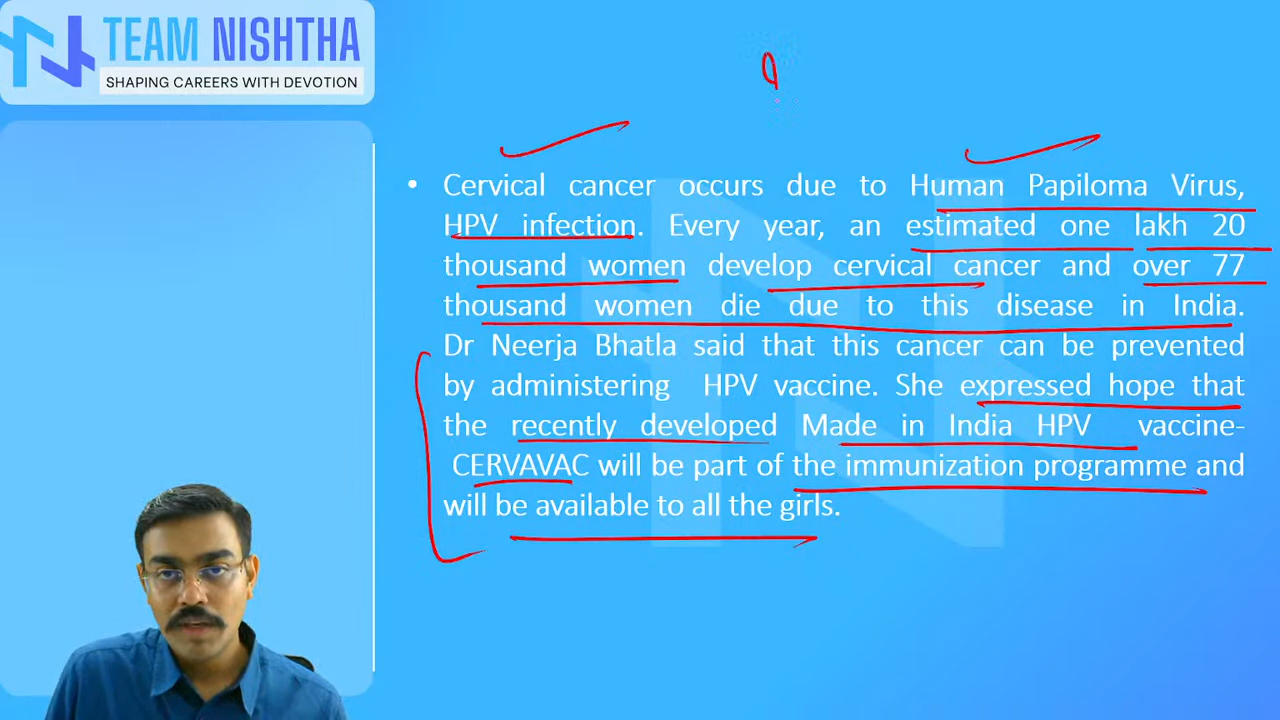 TEAM NISHTHA
SHAPING CAREERS WITH DEVOTION
• Cervical cancer occurs due to Human Papiloma Virus,
HPV infection. Every year, an estimated one lakh 20
thousand women develop cervical cancer and over 77
thousand women die due to this disease in India.
Dr Neerja Bhatla said that this cancer can be prevented
by administering HPV vaccine. She expressed hope that
the recently developed Made in India HPV vaccine-
CERVAVAC will be part of the immunization programme and
will be available to all the girls.